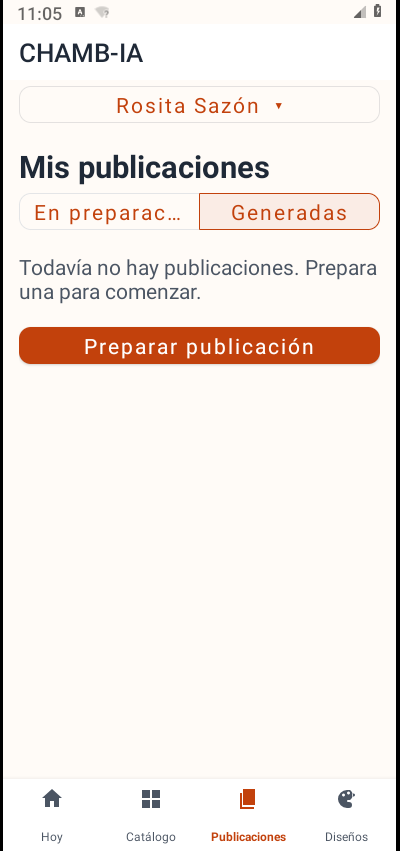 11:05
CHAMB-IA
Rosita Sazón ▾
Mis publicaciones
En preparac…
Generadas
Todavía no hay publicaciones. Prepara
una para comenzar.
Preparar publicación
Hoy
Catálogo
Publicaciones
Diseños